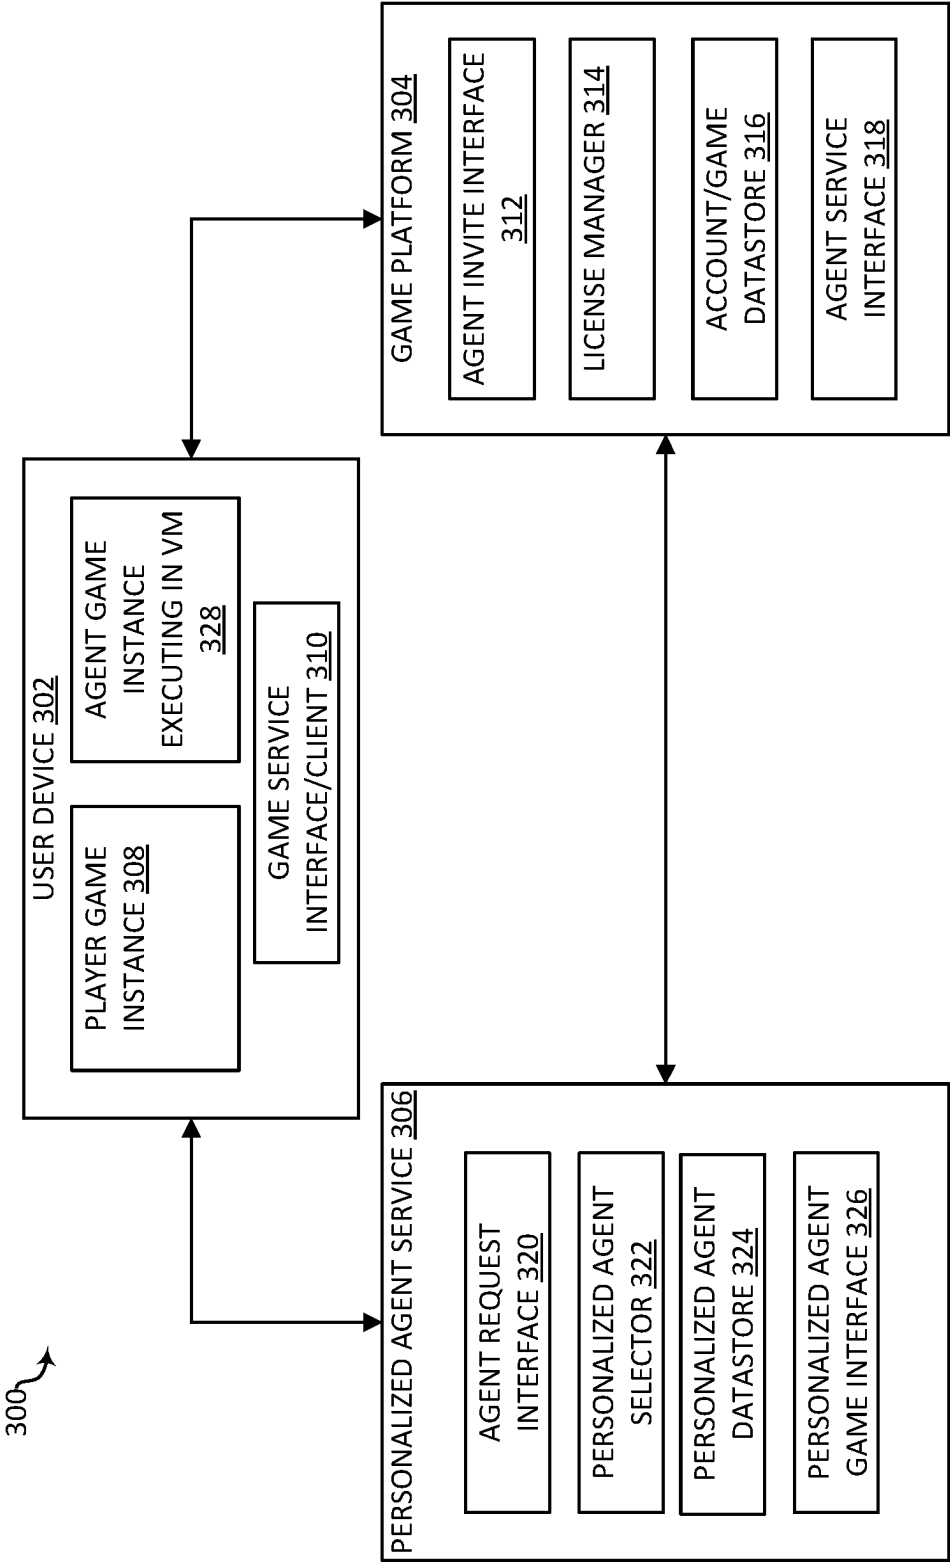 300
USER DEVICE 302
PLAYER GAME
INSTANCE 308
AGENT GAME
INSTANCE
EXECUTING IN VM
328
GAME SERVICE
INTERFACE/CLIENT 310
PERSONALIZED AGENT SERVICE 306
AGENT REQUEST
INTERFACE 320
PERSONALIZED AGENT
SELECTOR 322
PERSONALIZED AGENT
DATASTORE 324
PERSONALIZED AGENT
GAME INTERFACE 326
GAME PLATFORM 304
AGENT INVITE INTERFACE
312
LICENSE MANAGER 314
ACCOUNT/GAME
DATASTORE 316
AGENT SERVICE
INTERFACE 318